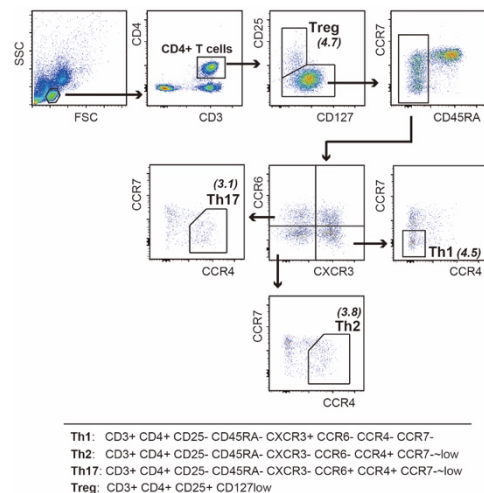 SSC
FSC
CD4
CD4+ T cells
CD3
CD25
Treg
(4.7)
CD127
CCR7
CD45RA
CCR7
(3.1)
Th17
CCR4
CCR6
CXCR3
CCR7
Th1 (4.5)
CCR4
CCR7
(3.8)
Th2
CCR4
Th1: CD3+ CD4+ CD25- CD45RA- CXCR3+ CCR6- CCR4- CCR7-
Th2: CD3+ CD4+ CD25- CD45RA- CXCR3- CCR6- CCR4+ CCR7-~low
Th17: CD3+ CD4+ CD25- CD45RA- CXCR3- CCR6+ CCR4+ CCR7-~low
Treg: CD3+ CD4+ CD25+ CD127low